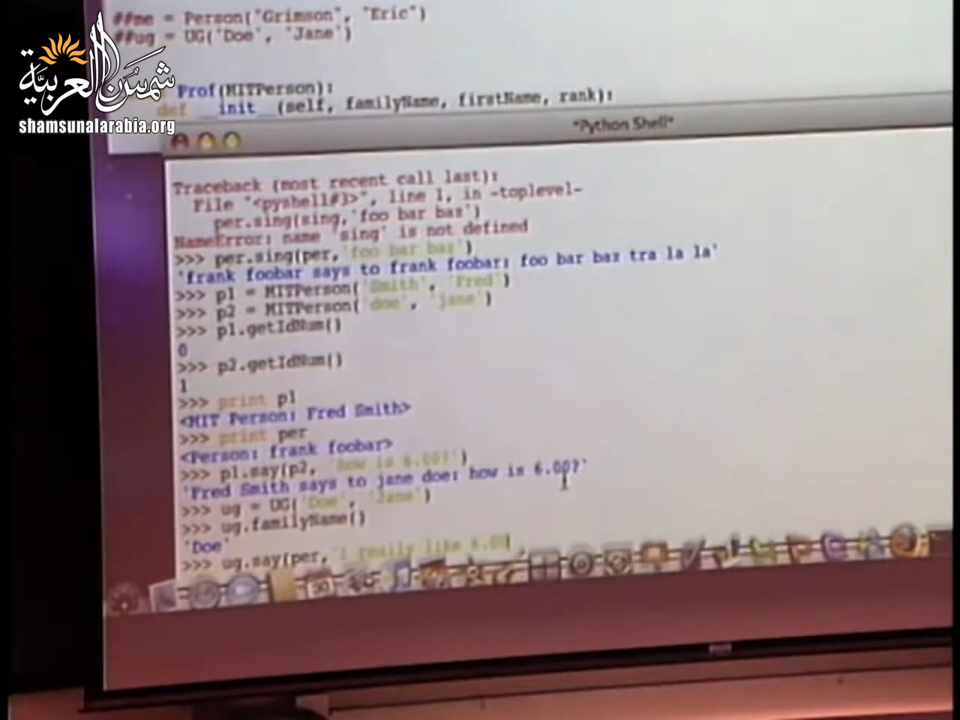 ##me = Person("Grimson", "Eric")
##ug = UG('Doe', 'Jane')
شمس العربية
shamsunalarabia.org
Prof(MITPerson):
def __init__(self, familyName, firstName, rank):
*Python Shell*
Traceback (most recent call last):
File "<pyshell#3>", line 1, in -toplevel-
per.sing(sing,'foo bar baz')
NameError: name 'sing' is not defined
>>> per.sing(per,'foo bar baz')
'frank foobar says to frank foobar: foo bar baz tra la la'
>>> p1 = MITPerson('Smith', 'Fred')
>>> p2 = MITPerson('doe', 'jane')
>>> p1.getIdNum()
0
>>> p2.getIdNum()
1
>>> print p1
<MIT Person: Fred Smith>
>>> print per
<Person: frank foobar>
>>> p1.say(p2, 'how is 6.00?')
'Fred Smith says to jane doe: how is 6.00?'
>>> ug = UG('Doe', 'Jane')
>>> ug.familyName()
'Doe'
>>> ug.say(per,'I really like 6.00